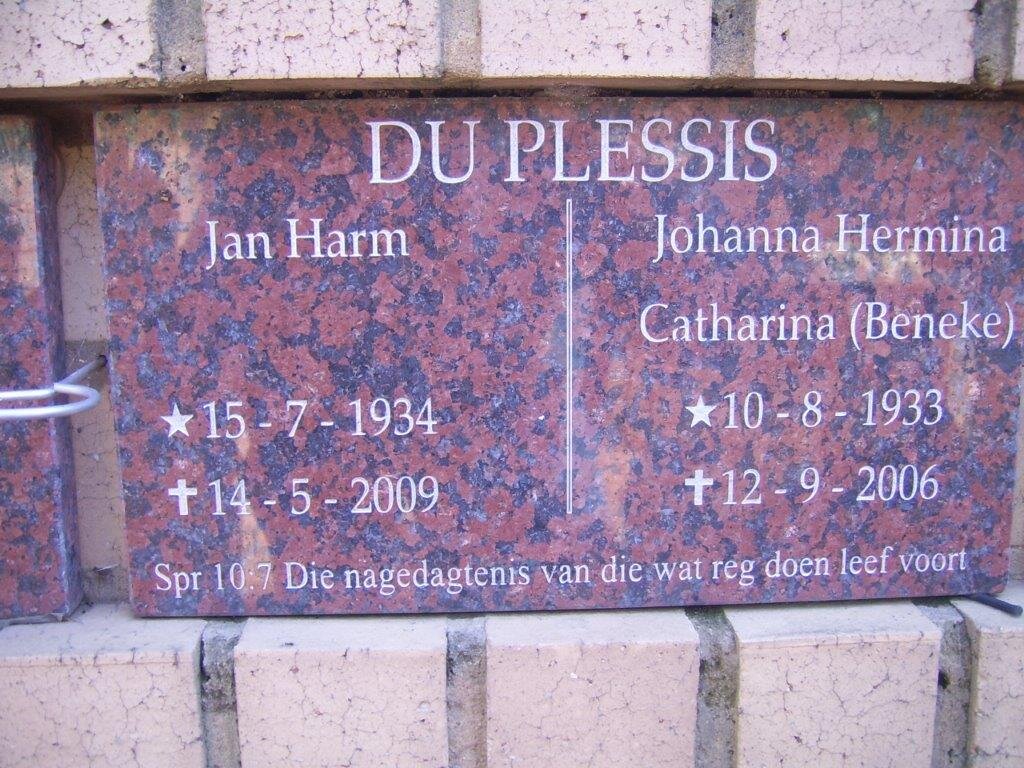 DU PLESSIS
Jan Harm
★15 - 7 - 1934
✝14 - 5 - 2009
Johanna Hermina
Catharina (Beneke)
★10 - 8 - 1933
✝12 - 9 - 2006
Spr 10:7 Die nagedagtenis van die wat reg doen leef voort